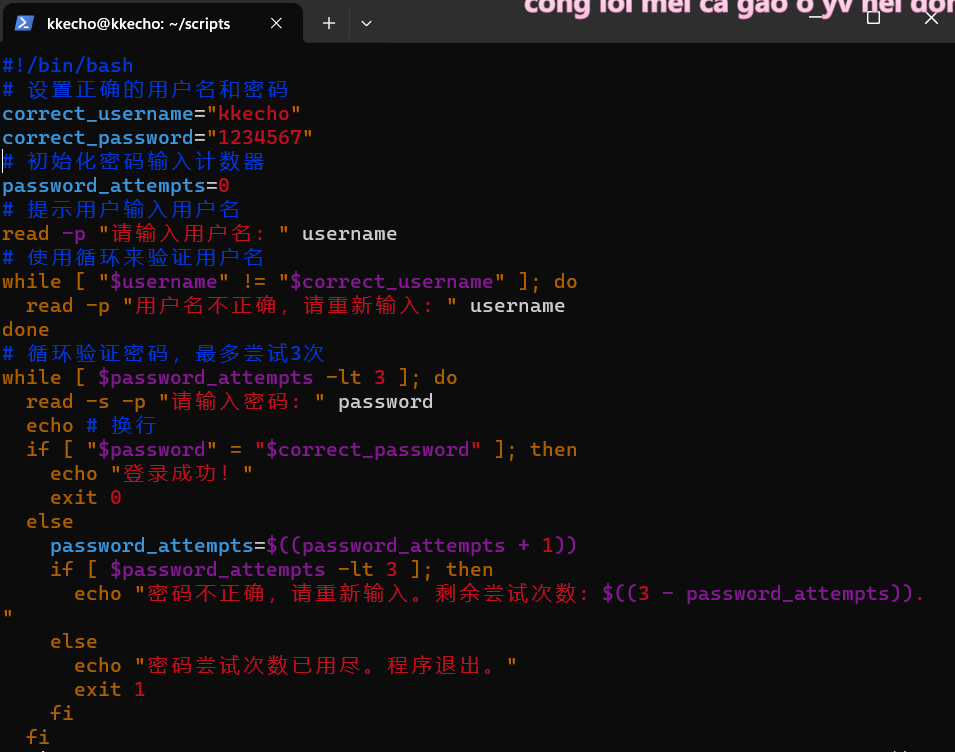 kkecho@kkecho: ~/scripts
cong loi mei ca gao o yv hei don
#!/bin/bash
# 设置正确的用户名和密码
correct_username="kkecho"
correct_password="1234567"
# 初始化密码输入计数器
password_attempts=0
# 提示用户输入用户名
read -p "请输入用户名：" username
# 使用循环来验证用户名
while [ "$username" != "$correct_username" ]; do
  read -p "用户名不正确，请重新输入：" username
done
# 循环验证密码，最多尝试3次
while [ $password_attempts -lt 3 ]; do
  read -s -p "请输入密码：" password
  echo # 换行
  if [ "$password" = "$correct_password" ]; then
    echo "登录成功！"
    exit 0
  else
    password_attempts=$((password_attempts + 1))
    if [ $password_attempts -lt 3 ]; then
      echo "密码不正确，请重新输入。剩余尝试次数：$((3 - password_attempts)).
"
    else
      echo "密码尝试次数已用尽。程序退出。"
      exit 1
    fi
  fi